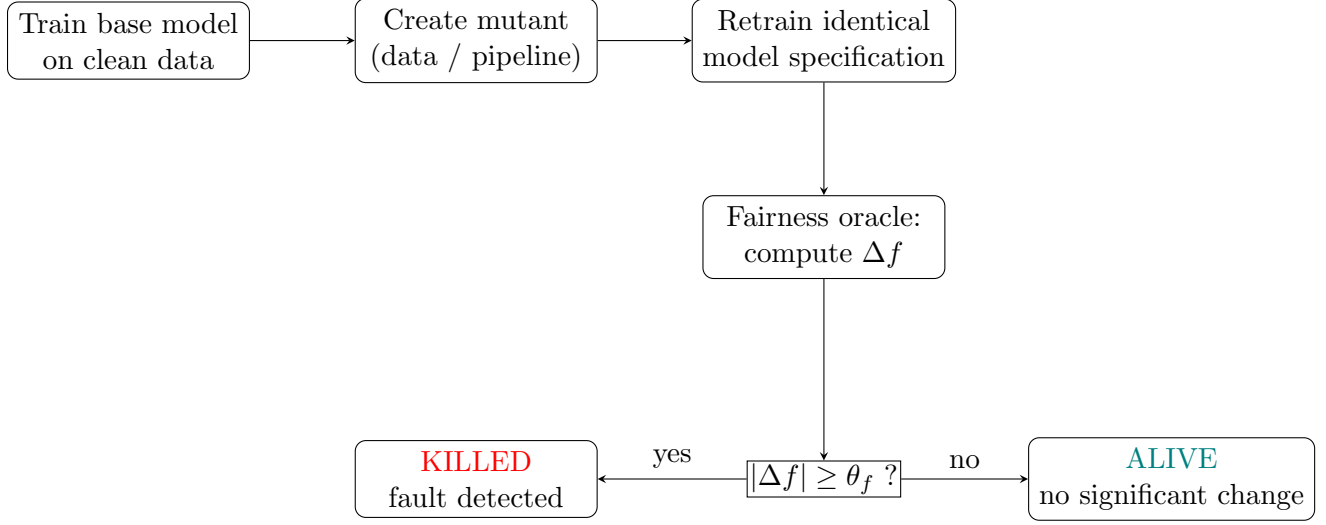 Train base model
on clean data
Create mutant
(data / pipeline)
Retrain identical
model specification
Fairness oracle:
compute Δf
|Δf| ≥ θ_f ?
yes
no
KILLED
fault detected
ALIVE
no significant change